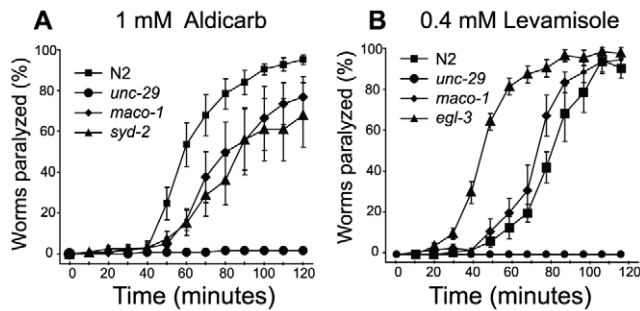 A 1 mM Aldicarb
Worms paralyzed (%)
100
80
60
40
20
0
N2
unc-29
maco-1
syd-2
0 20 40 60 80 100 120
Time (minutes)
B 0.4 mM Levamisole
Worms paralyzed (%)
100
80
60
40
20
0
N2
unc-29
maco-1
egl-3
0 20 40 60 80 100 120
Time (minutes)